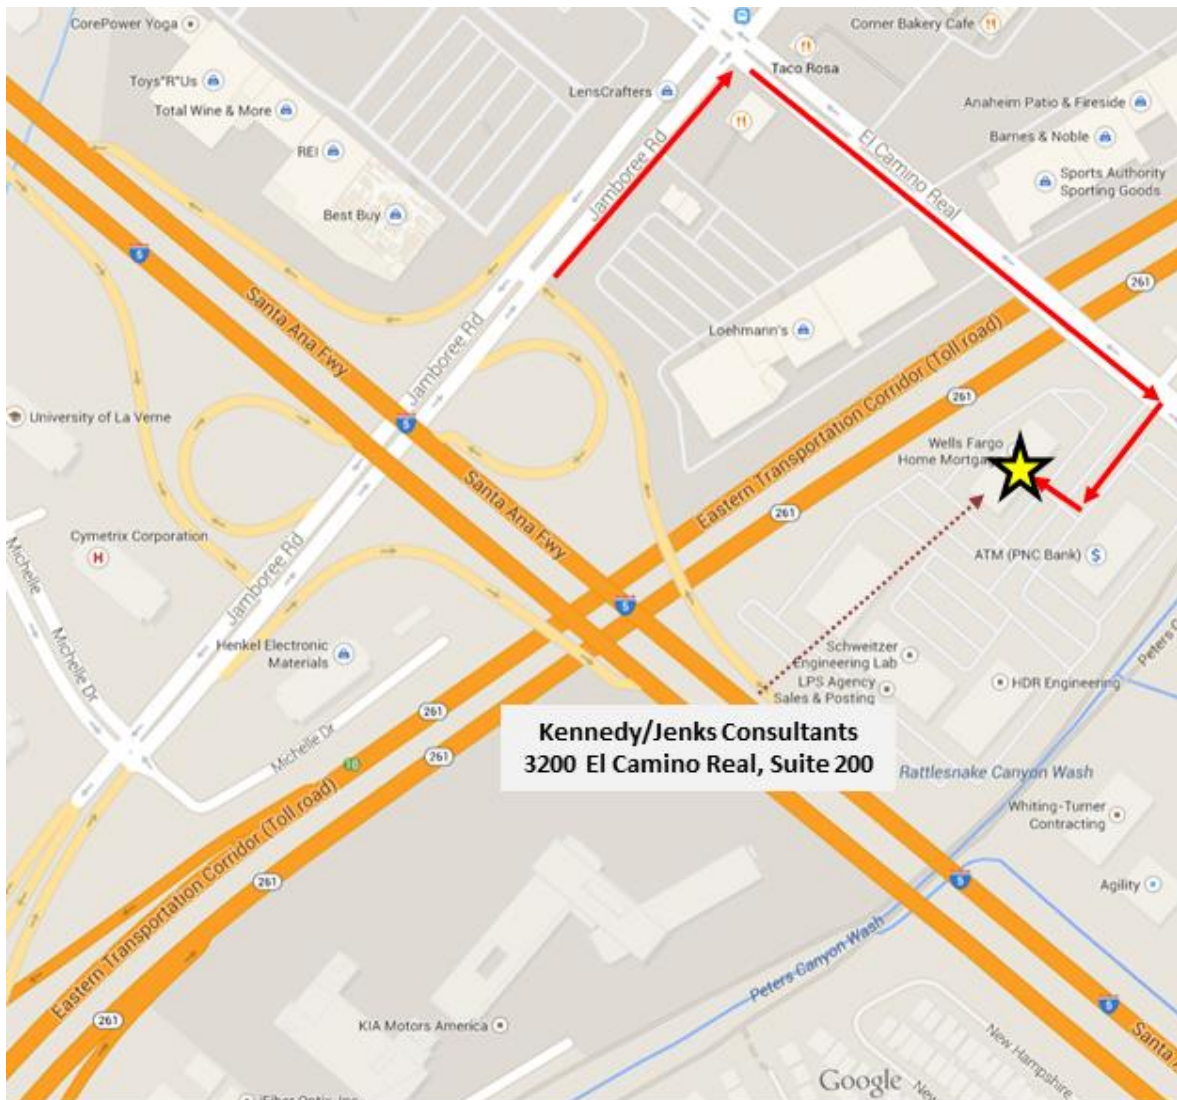 CorePower Yoga
Corner Bakery Cafe
Taco Rosa
Toys"R"Us
LensCrafters
Total Wine & More
Anaheim Patio & Fireside
Barnes & Noble
REI
El Camino Real
Jamboree Rd
Sports Authority
Sporting Goods
Best Buy
5
261
Santa Ana Fwy
Loehmann's
Jamboree Rd
Eastern Transportation Corridor (Toll road)
261
University of La Verne
5
Wells Fargo
Home Mortga
Santa Ana Fwy
261
Cymetrix Corporation
H
ATM (PNC Bank)
$
Michelle
Jamboree Rd
5
Michelle Dr
Henkel Electronic
Materials
Schweitzer
Engineering Lab
LPS Agency
Sales & Posting
HDR Engineering
Peters C
261
Michelle Dr
261
10
Kennedy/Jenks Consultants
3200 El Camino Real, Suite 200
Rattlesnake Canyon Wash
Whiting-Turner
Contracting
Eastern Transportation Corridor (Toll road)
261
5
Agility
Peters Canyon Wash
261
KIA Motors America
5
Santa
New Hampshire
Google
New